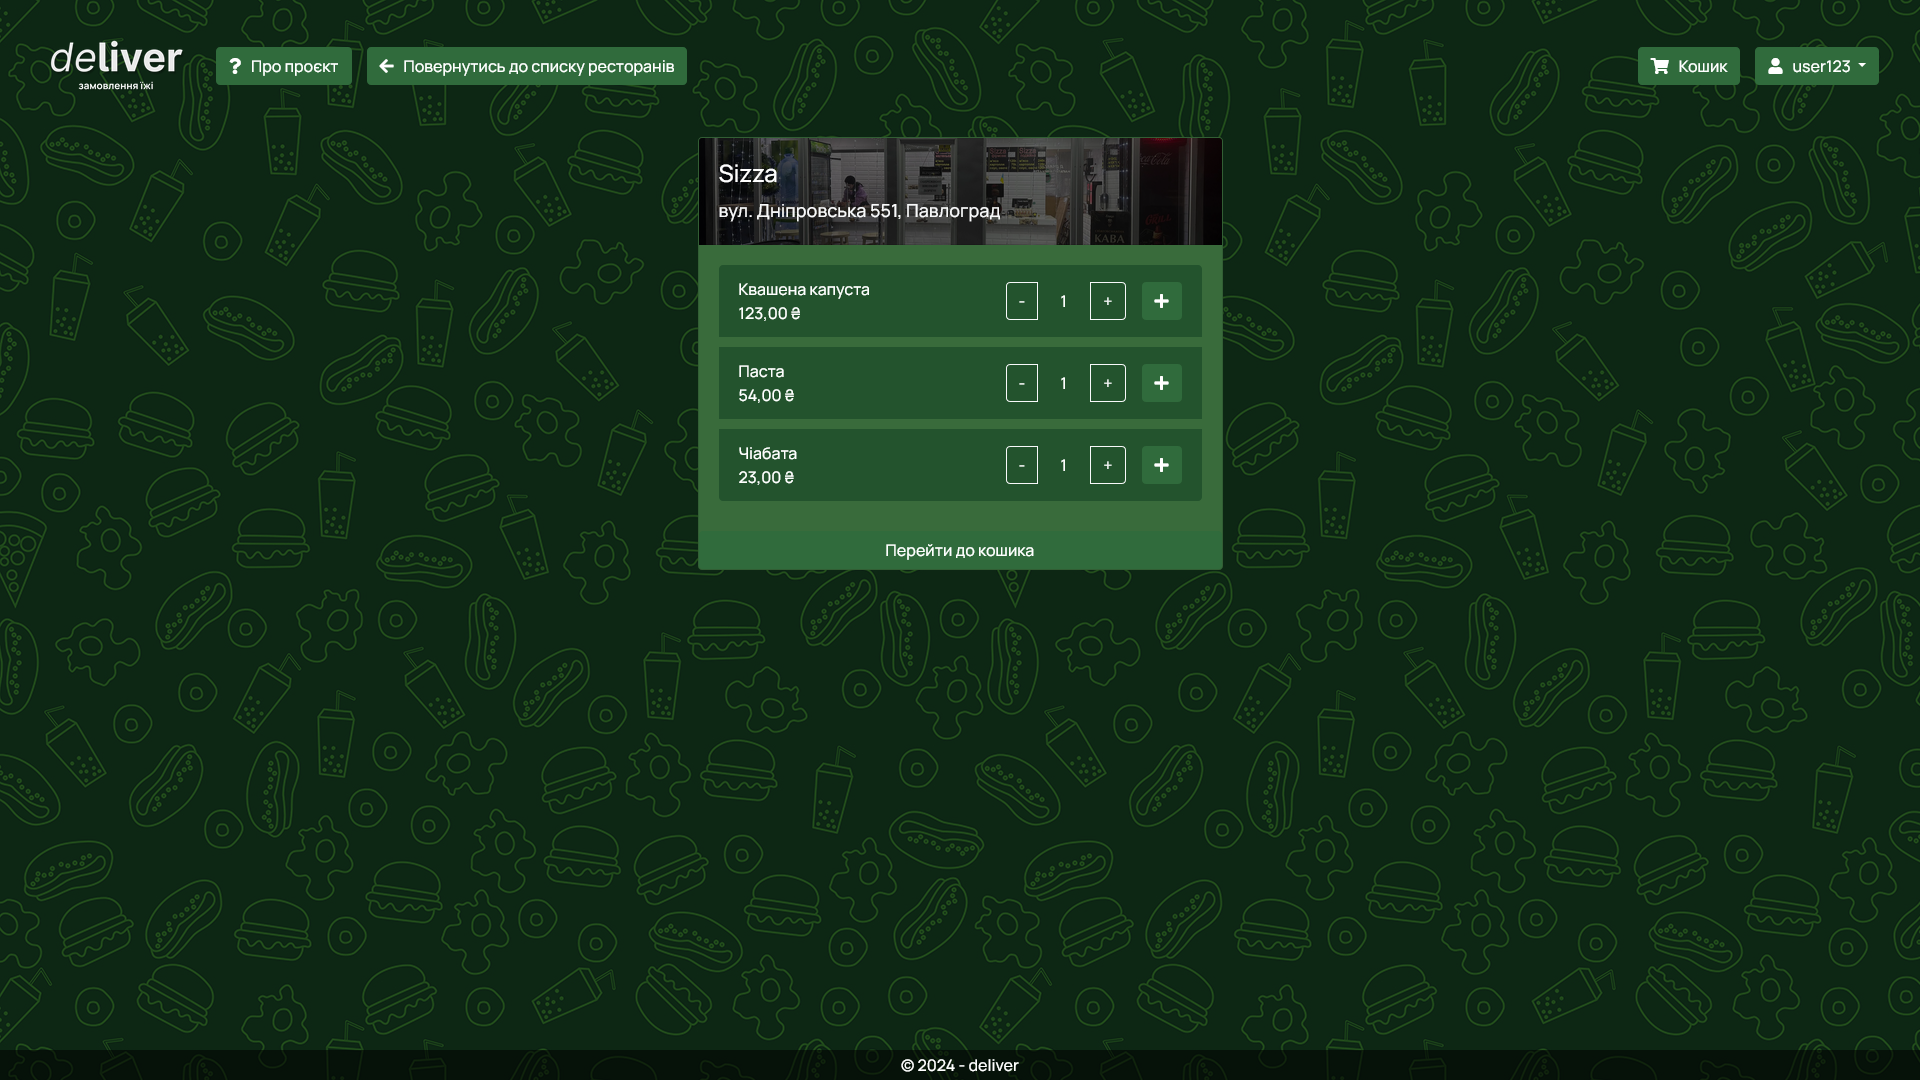 deliver
замовлення їжі
? Про проєкт
Повернутись до списку ресторанів
Кошик
user123
Sizza
вул. Дніпровська 551, Павлоград
КАВА
Квашена капуста
123,00 ₴
- 1 +
Паста
54,00 ₴
- 1 +
Чіабата
23,00 ₴
- 1 +
Перейти до кошика
© 2024 - deliver